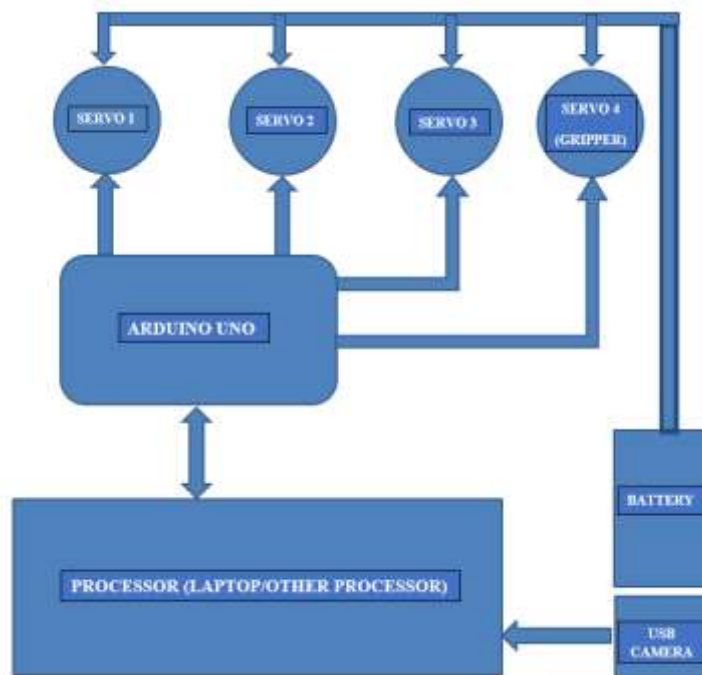 SERVO 1
SERVO 2
SERVO 3
SERVO 4
(GRIPPER)
ARDUINO UNO
BATTERY
PROCESSOR (LAPTOP/OTHER PROCESSOR)
USB
CAMERA